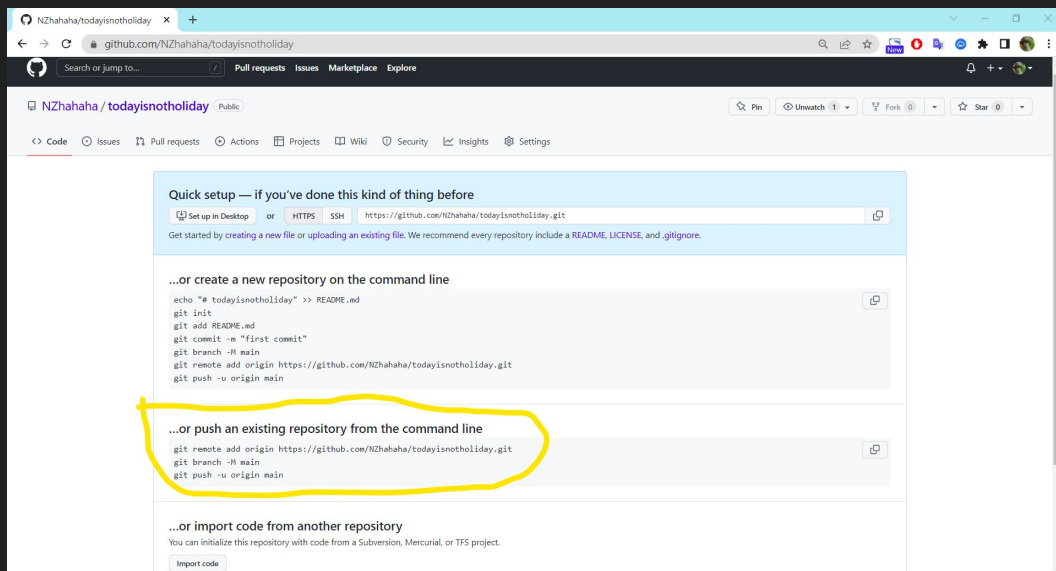 NZhahaha/todayisnotholiday
github.com/NZhahaha/todayisnotholiday
New
Search or jump to... / Pull requests Issues Marketplace Explore
NZhahaha / todayisnotholiday Public
Pin Unwatch 1 Fork 0 Star 0
<> Code Issues Pull requests Actions Projects Wiki Security Insights Settings
Quick setup — if you've done this kind of thing before
Set up in Desktop or HTTPS SSH https://github.com/NZhahaha/todayisnotholiday.git
Get started by creating a new file or uploading an existing file. We recommend every repository include a README, LICENSE, and .gitignore.
...or create a new repository on the command line
echo "# todayisnotholiday" >> README.md
git init
git add README.md
git commit -m "first commit"
git branch -M main
git remote add origin https://github.com/NZhahaha/todayisnotholiday.git
git push -u origin main
...or push an existing repository from the command line
git remote add origin https://github.com/NZhahaha/todayisnotholiday.git
git branch -M main
git push -u origin main
...or import code from another repository
You can initialize this repository with code from a Subversion, Mercurial, or TFS project.
Import code